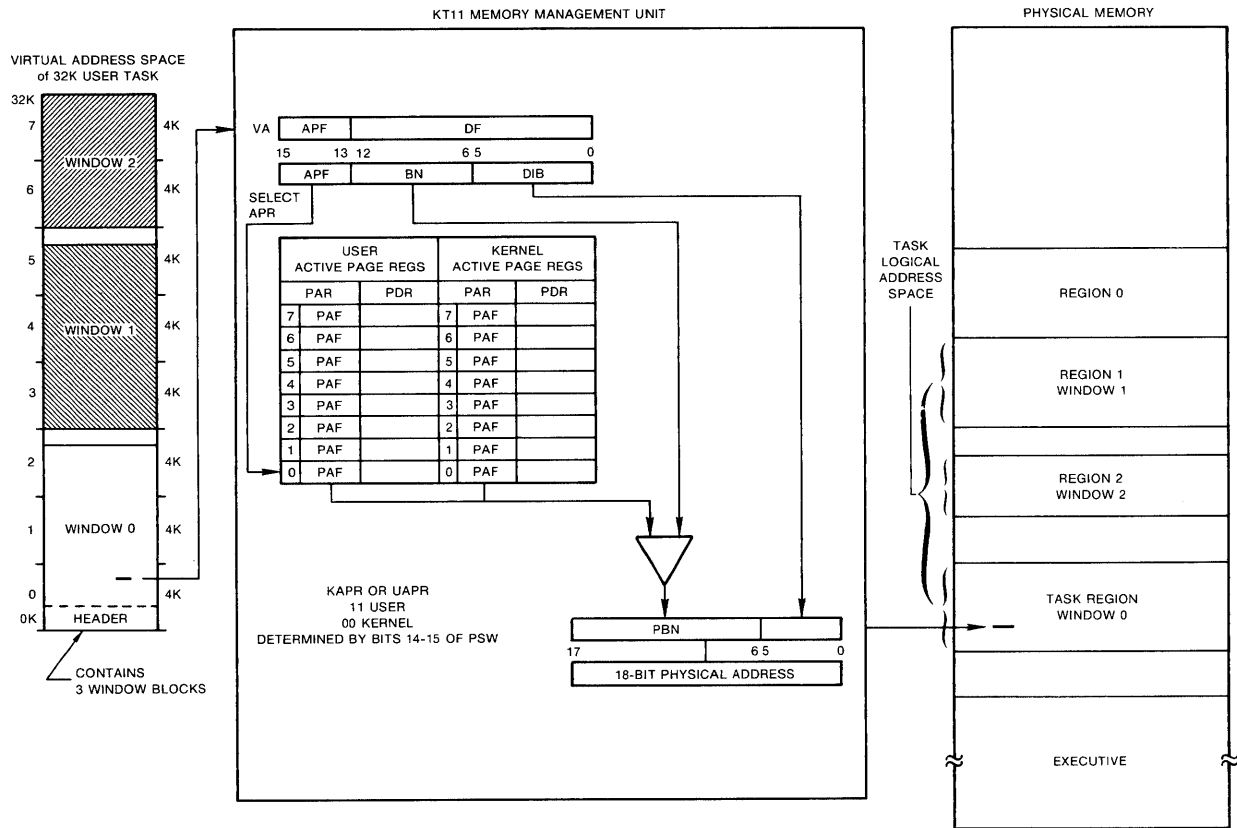 KT11 MEMORY MANAGEMENT UNIT
PHYSICAL MEMORY
VIRTUAL ADDRESS SPACE
of 32K USER TASK
32K
7
4K
WINDOW 2
6
4K
5
4K
4
4K
WINDOW 1
3
4K
2
4K
WINDOW 0
1
4K
0
4K
0K
HEADER
CONTAINS
3 WINDOW BLOCKS
VA
APF
DF
15
13
12
6
5
0
APF
BN
DIB
SELECT
APR
USER
ACTIVE PAGE REGS
KERNEL
ACTIVE PAGE REGS
PAR
PDR
PAR
PDR
7 PAF
7 PAF
6 PAF
6 PAF
5 PAF
5 PAF
4 PAF
4 PAF
3 PAF
3 PAF
2 PAF
2 PAF
1 PAF
1 PAF
0 PAF
0 PAF
KAPR OR UAPR
11 USER
00 KERNEL
DETERMINED BY BITS 14-15 OF PSW
PBN
17
6
5
0
18-BIT PHYSICAL ADDRESS
TASK
LOGICAL
ADDRESS
SPACE
REGION 0
REGION 1
WINDOW 1
REGION 2
WINDOW 2
TASK REGION
WINDOW 0
EXECUTIVE